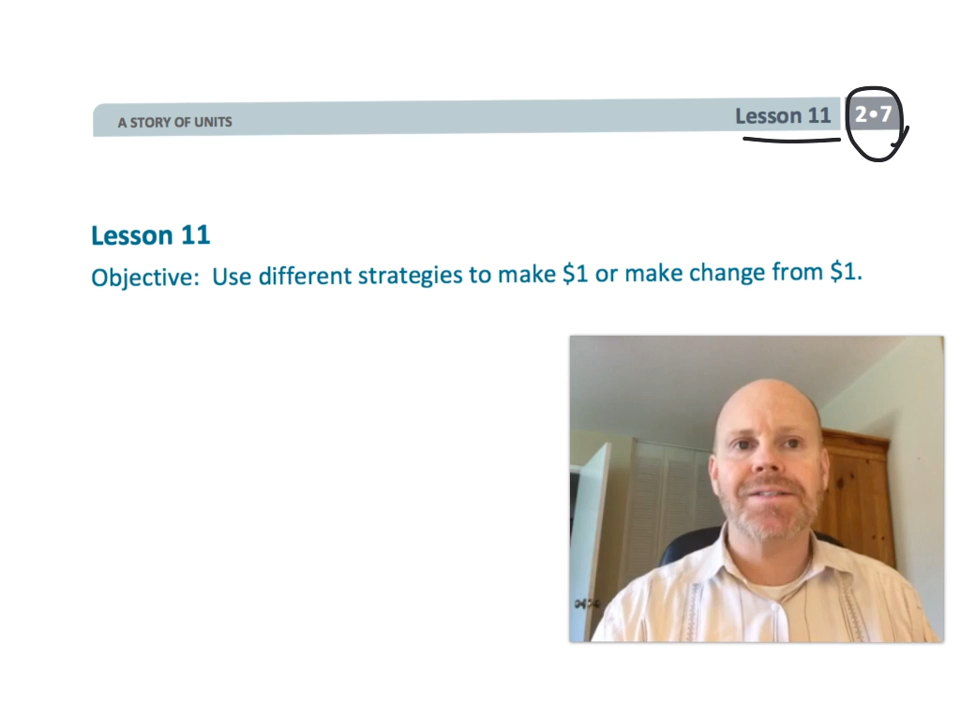 A STORY OF UNITS
Lesson 11 2•7
Lesson 11
Objective: Use different strategies to make $1 or make change from $1.